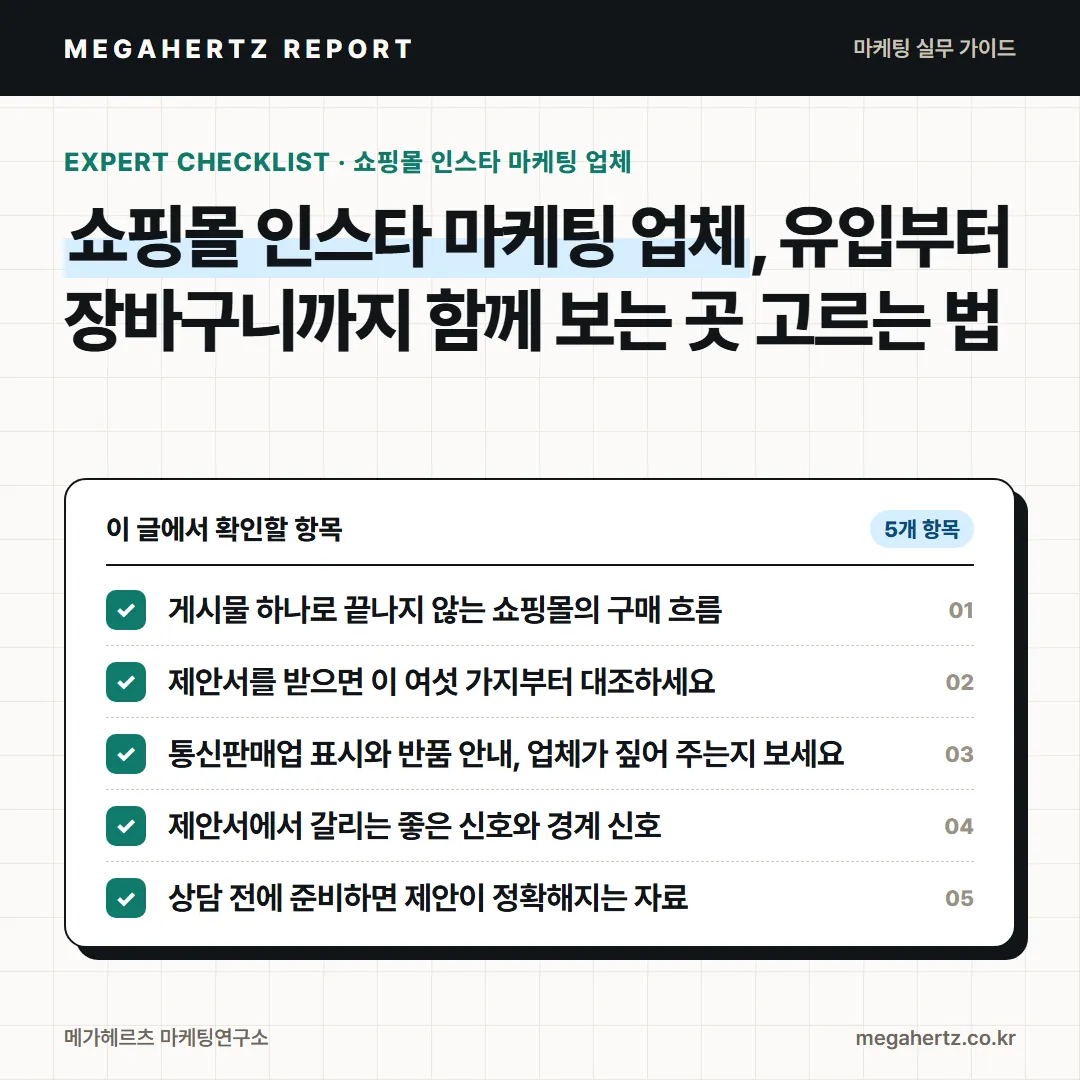 MEGAHERTZ REPORT
마케팅 실무 가이드
EXPERT CHECKLIST · 쇼핑몰 인스타 마케팅 업체
쇼핑몰 인스타 마케팅 업체, 유입부터
장바구니까지 함께 보는 곳 고르는 법
이 글에서 확인할 항목
5개 항목
게시물 하나로 끝나지 않는 쇼핑몰의 구매 흐름
01
제안서를 받으면 이 여섯 가지부터 대조하세요
02
통신판매업 표시와 반품 안내, 업체가 짚어 주는지 보세요
03
제안서에서 갈리는 좋은 신호와 경계 신호
04
상담 전에 준비하면 제안이 정확해지는 자료
05
메가헤르츠 마케팅연구소
megahertz.co.kr